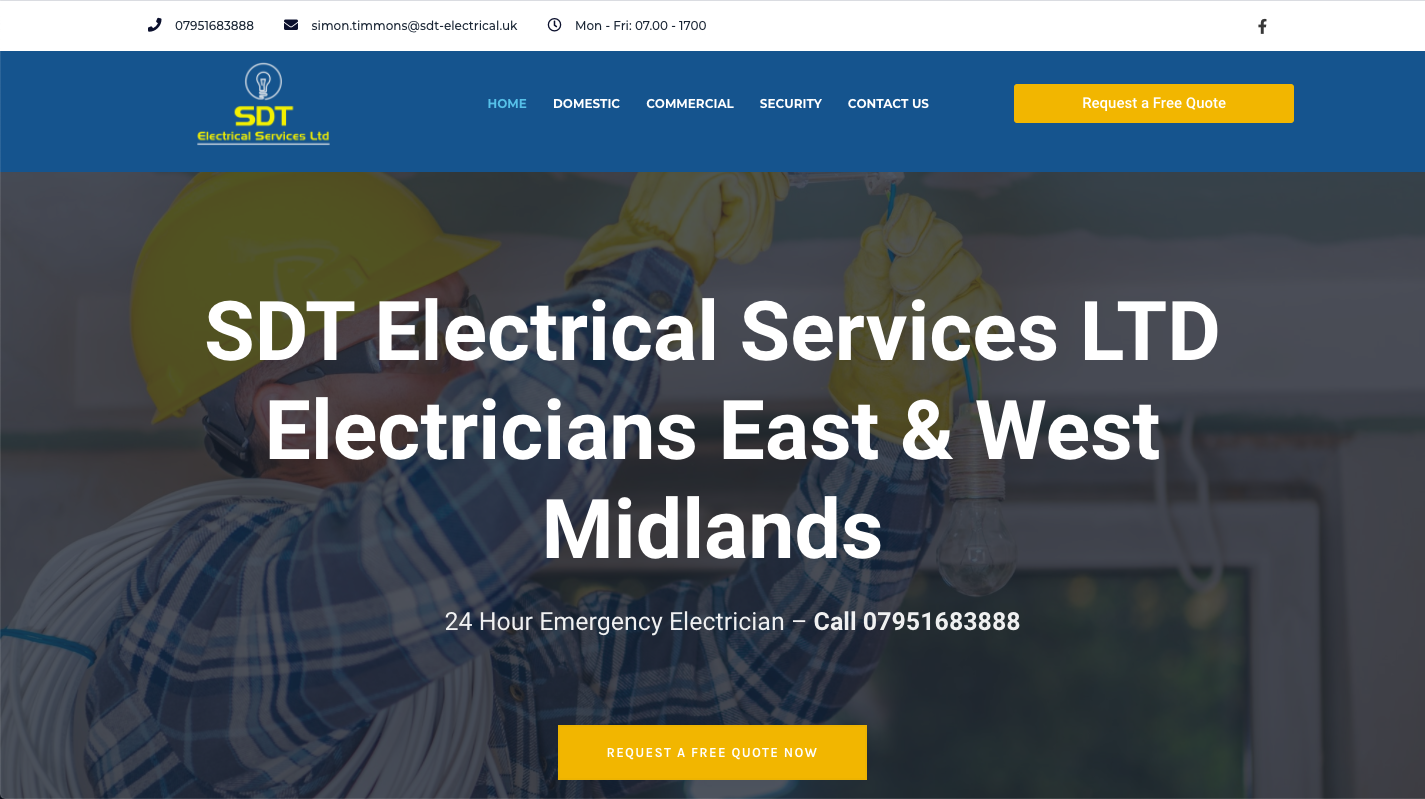 07951683888 simon.timmons@sdt-electrical.uk Mon - Fri: 07.00 - 1700
SDT
Electrical Services Ltd
HOME DOMESTIC COMMERCIAL SECURITY CONTACT US
Request a Free Quote
SDT Electrical Services LTD
Electricians East & West
Midlands
24 Hour Emergency Electrician – Call 07951683888
REQUEST A FREE QUOTE NOW